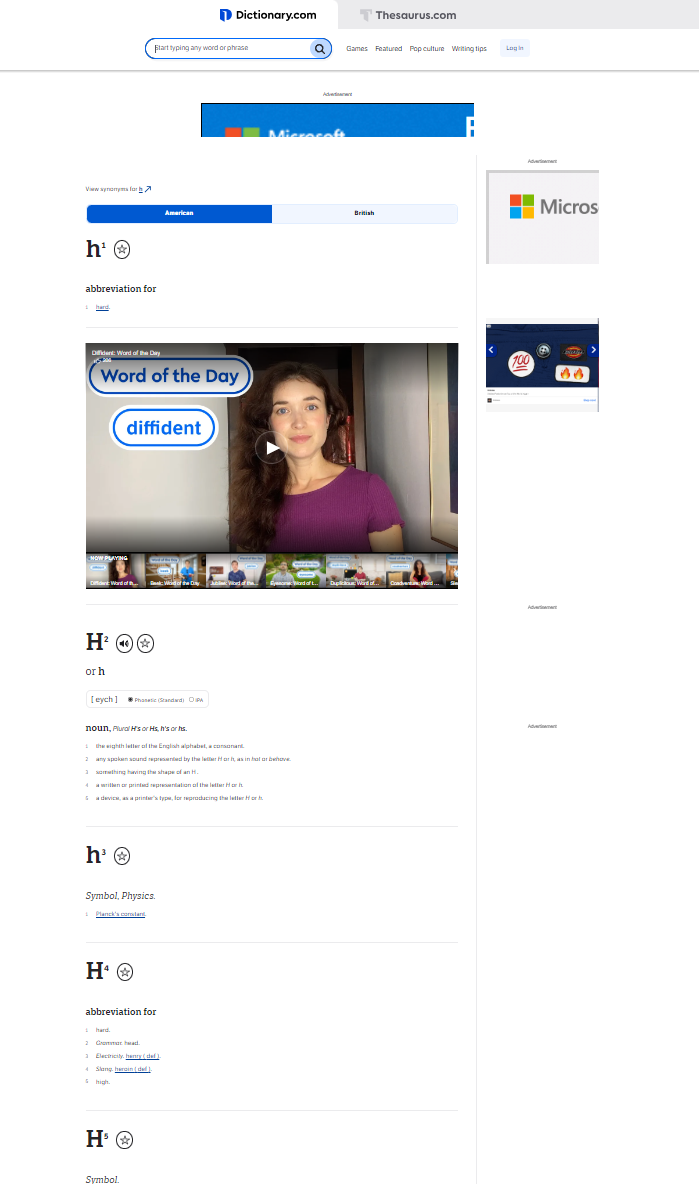 Dictionary.com
Thesaurus.com
Start typing any word or phrase
Games Featured Pop culture Writing tips Log In
Advertisement
Microsoft
Advertisement
Micros
View synonyms for h
American British
h1
abbreviation for
1 hard.
Diffident: Word of the Day
Word of the Day
diffident
NOW PLAYING
Diffident: Word of th...
Beek: Word of the Day
Jubilee: Word of the...
Eyesome: Word of t...
Duplicitous: Word of...
Coadventure: Word ...
100
Advertisement
H2
or h
[ eych ] Phonetic (Standard) IPA
noun, Plural H's or Hs, h's or hs.
1 the eighth letter of the English alphabet, a consonant.
2 any spoken sound represented by the letter H or h, as in hot or behave.
3 something having the shape of an H .
4 a written or printed representation of the letter H or h.
5 a device, as a printer's type, for reproducing the letter H or h.
Advertisement
h3
Symbol, Physics.
1 Planck's constant.
H4
abbreviation for
1 hard.
2 Grammar. head.
3 Electricity. henry ( def ).
4 Slang. heroin ( def ).
5 high.
H5
Symbol.